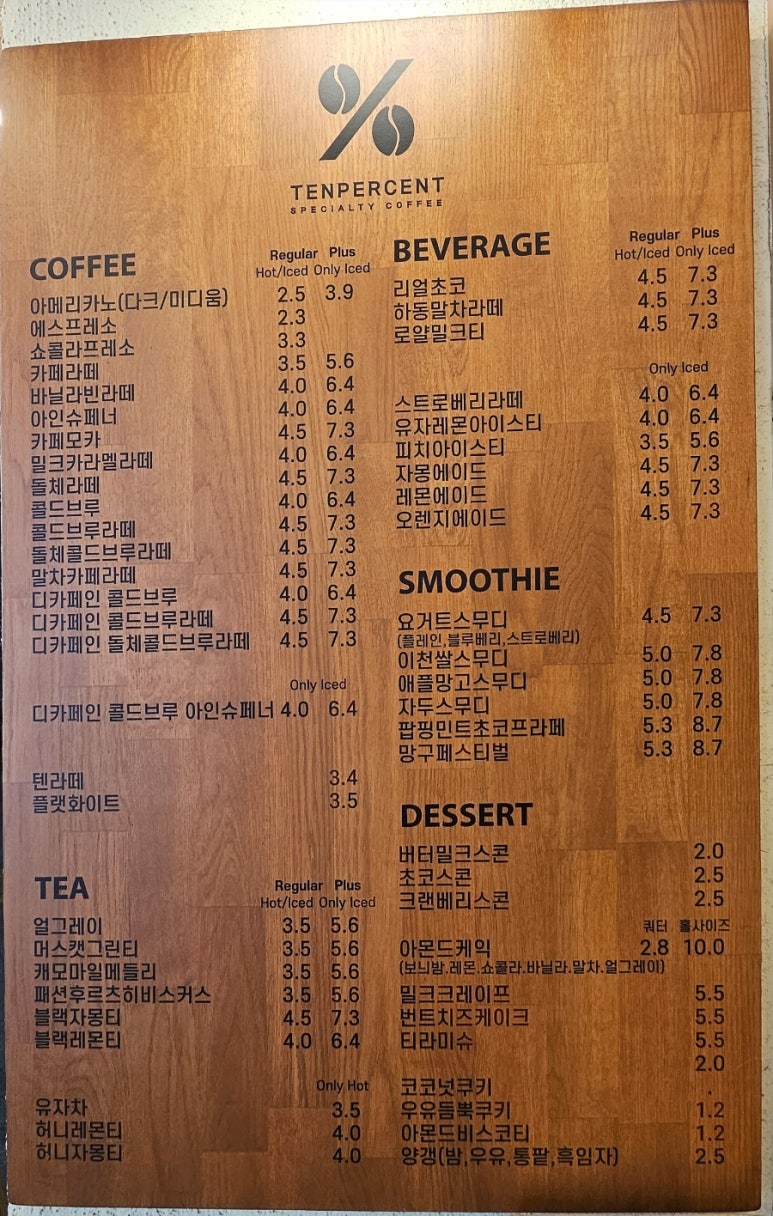 TENPERCENT
SPECIALTY COFFEE
COFFEE
Regular Plus
Hot/Iced Only Iced
아메리카노(다크/미디움) 2.5 3.9
에스프레소 2.3
쇼콜라프레소 3.3
카페라떼 3.5 5.6
바닐라빈라떼 4.0 6.4
아인슈페너 4.0 6.4
카페모카 4.5 7.3
밀크카라멜라떼 4.0 6.4
돌체라떼 4.5 7.3
콜드브루 4.0 6.4
콜드브루라떼 4.5 7.3
돌체콜드브루라떼 4.5 7.3
말차카페라떼 4.5 7.3
디카페인 콜드브루 4.0 6.4
디카페인 콜드브루라떼 4.5 7.3
디카페인 돌체콜드브루라떼 4.5 7.3
Only Iced
디카페인 콜드브루 아인슈페너 4.0 6.4
텐라떼 3.4
플랫화이트 3.5
TEA
Regular Plus
Hot/Iced Only Iced
얼그레이 3.5 5.6
머스캣그린티 3.5 5.6
캐모마일메들리 3.5 5.6
패션후르츠히비스커스 3.5 5.6
블랙자몽티 4.5 7.3
블랙레몬티 4.0 6.4
Only Hot
유자차 3.5
허니레몬티 4.0
허니자몽티 4.0
BEVERAGE
Regular Plus
Hot/Iced Only Iced
리얼초코 4.5 7.3
하동말차라떼 4.5 7.3
로얄밀크티 4.5 7.3
Only Iced
스트로베리라떼 4.0 6.4
유자레몬아이스티 4.0 6.4
피치아이스티 3.5 5.6
자몽에이드 4.5 7.3
레몬에이드 4.5 7.3
오렌지에이드 4.5 7.3
SMOOTHIE
요거트스무디 4.5 7.3
(플레인,블루베리,스트로베리)
이천쌀스무디 5.0 7.8
애플망고스무디 5.0 7.8
자두스무디 5.0 7.8
팝핑민트초코프라페 5.3 8.7
망구페스티벌 5.3 8.7
DESSERT
버터밀크스콘 2.0
초코스콘 2.5
크랜베리스콘 2.5
쿼터 홀사이즈
아몬드케익 2.8 10.0
(보늬밤.레몬.쇼콜라.바닐라.말차.얼그레이)
밀크크레이프 5.5
번트치즈케이크 5.5
티라미슈 5.5
2.0
코코넛쿠키 .
우유듬뿍쿠키 1.2
아몬드비스코티 1.2
양갱(밤,우유,통팥,흑임자) 2.5